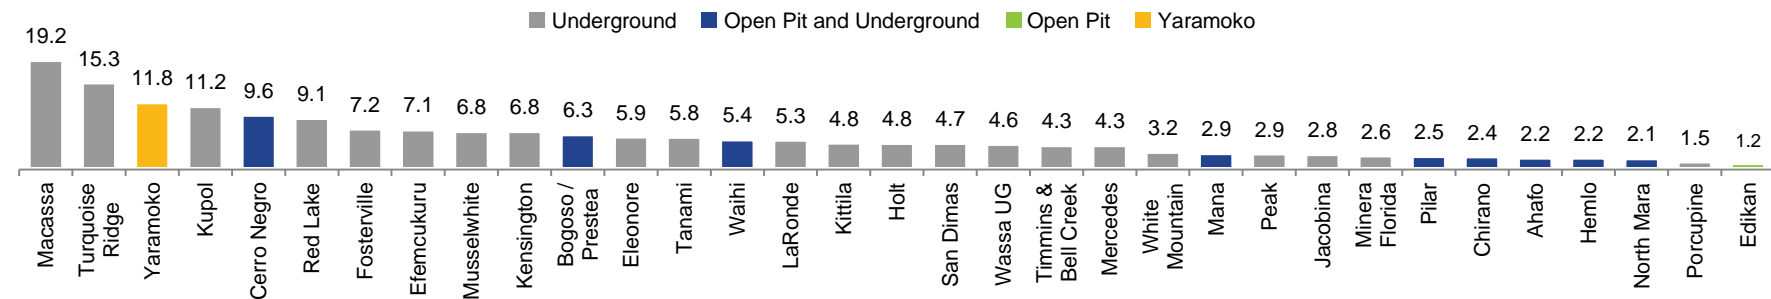 Underground
Open Pit and Underground
Open Pit
Yaramoko
19.2
15.3
11.8
11.2
9.6
9.1
7.2
7.1
6.8
6.8
6.3
5.9
5.8
5.4
5.3
4.8
4.8
4.7
4.6
4.3
4.3
3.2
2.9
2.9
2.8
2.6
2.5
2.4
2.2
2.2
2.1
1.5
1.2
Macassa
Turquoise
Ridge
Yaramoko
Kupol
Cerro Negro
Red Lake
Fosterville
Efemcukuru
Musselwhite
Kensington
Bogoso /
Prestea
Eleonore
Tanami
Waihi
LaRonde
Kittila
Holt
San Dimas
Wassa UG
Timmins &
Bell Creek
Mercedes
White
Mountain
Mana
Peak
Jacobina
Minera
Florida
Pilar
Chirano
Ahafo
Hemlo
North Mara
Porcupine
Edikan